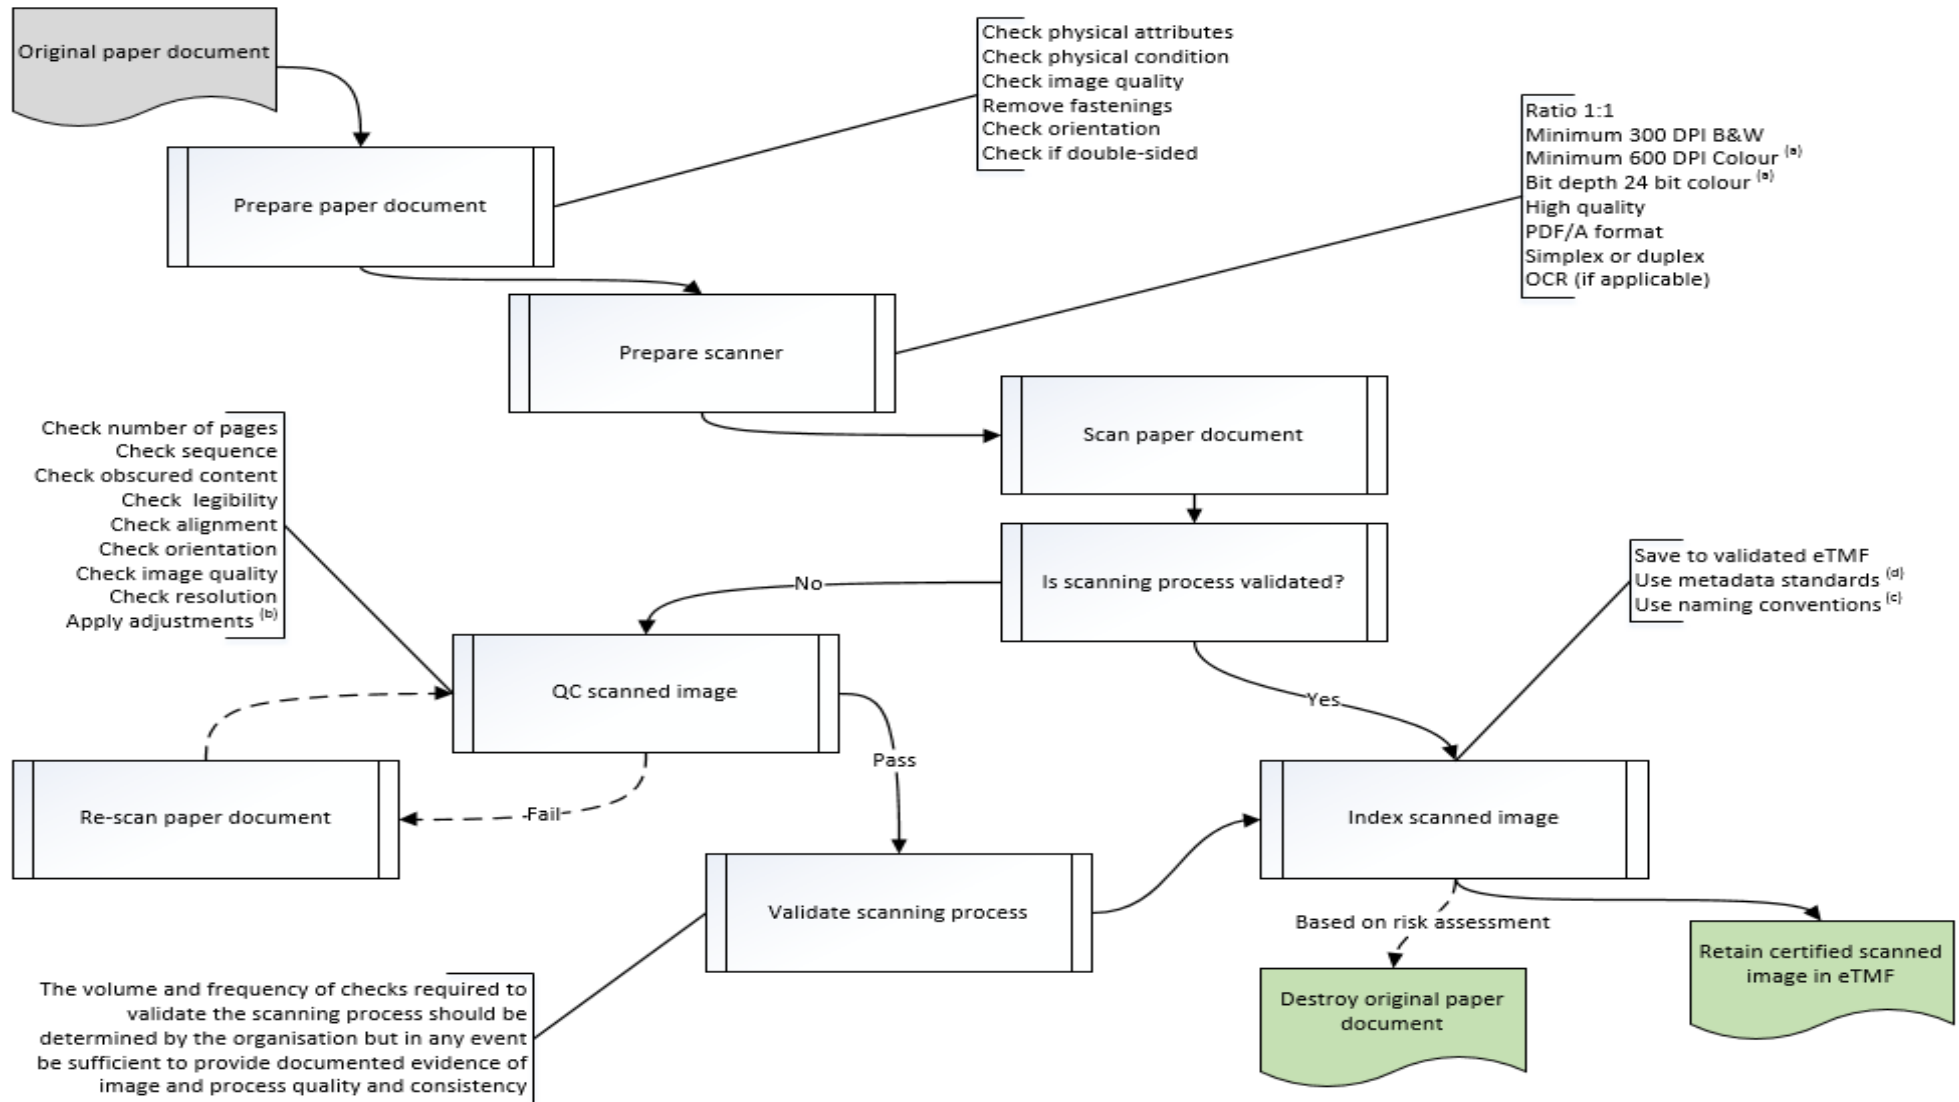 Original paper document
Check physical attributes
Check physical condition
Check image quality
Remove fastenings
Check orientation
Check if double-sided
Ratio 1:1
Minimum 300 DPI B&W
Minimum 600 DPI Colour (a)
Bit depth 24 bit colour (a)
High quality
PDF/A format
Simplex or duplex
OCR (if applicable)
Prepare paper document
Prepare scanner
Scan paper document
Check number of pages
Check sequence
Check obscured content
Check  legibility
Check alignment
Check orientation
Check image quality
Check resolution
Apply adjustments (b)
Is scanning process validated?
No
Save to validated eTMF
Use metadata standards (d)
Use naming conventions (c)
QC scanned image
Yes
Pass
Fail
Re-scan paper document
Index scanned image
Validate scanning process
Based on risk assessment
Retain certified scanned
image in eTMF
Destroy original paper
document
The volume and frequency of checks required to
validate the scanning process should be
determined by the organisation but in any event
be sufficient to provide documented evidence of
image and process quality and consistency